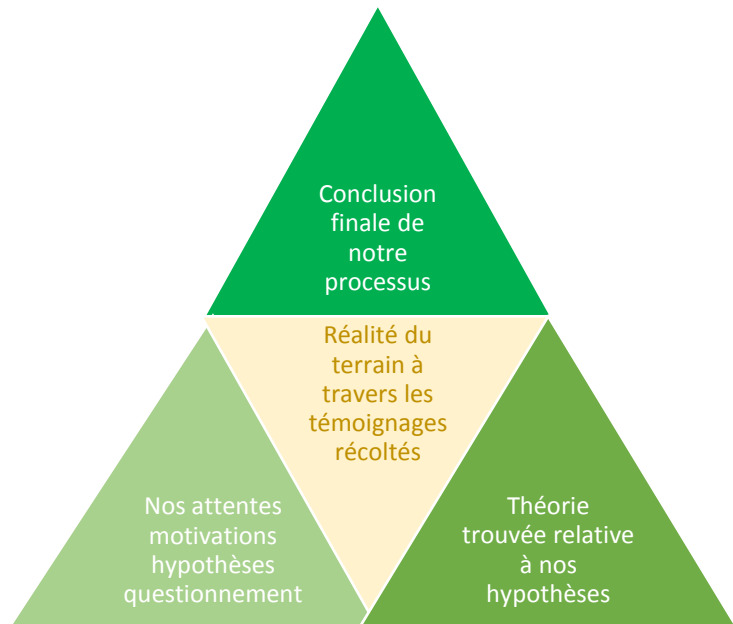 Conclusion
finale de
notre
processus
Réalité du
terrain à
travers les
témoignages
récoltés
Nos attentes
motivations
hypothèses
questionnement
Théorie
trouvée relative
à nos
hypothèses